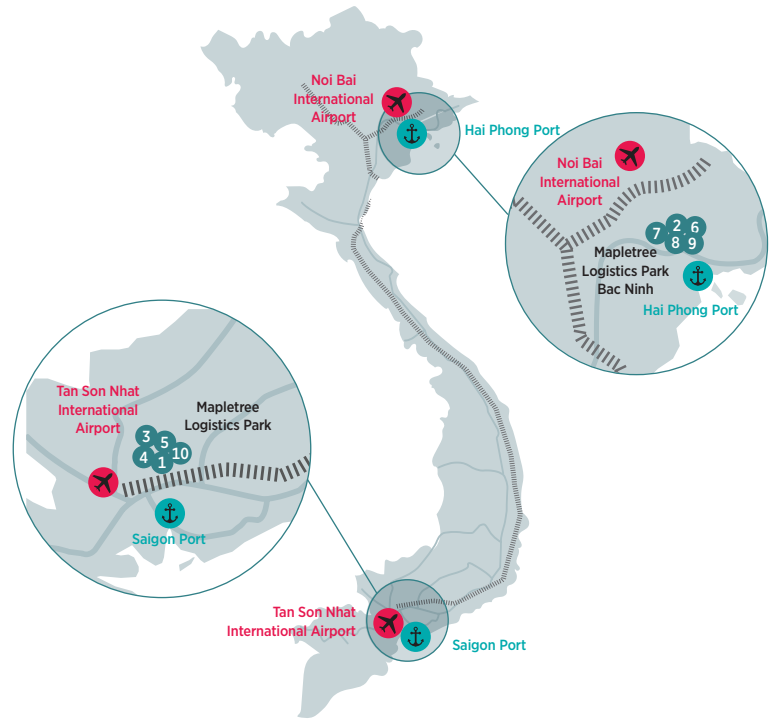 Noi Bai
International
Airport
Hai Phong Port
Noi Bai
International
Airport
7
2
6
8
9
Mapletree
Logistics Park
Bac Ninh
Hai Phong Port
Tan Son Nhat
International
Airport
Mapletree
Logistics Park
3
5
4
1
10
Saigon Port
Tan Son Nhat
International Airport
Saigon Port